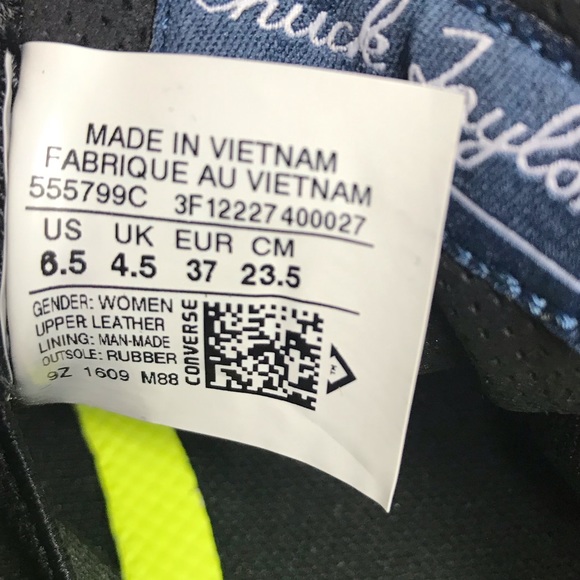 Chuck Taylor
MADE IN VIETNAM
FABRIQUE AU VIETNAM
555799C 3F12227400027
US UK EUR CM
6.5 4.5 37 23.5
GENDER: WOMEN
UPPER LEATHER
LINING: MAN-MADE
OUTSOLE: RUBBER
9Z 1609 M88
CONVERSE